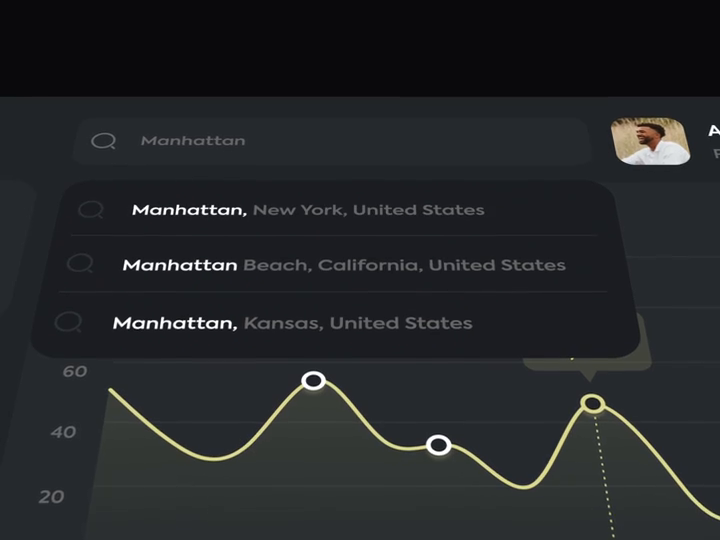 Manhattan
Manhattan, New York, United States
Manhattan Beach, California, United States
Manhattan, Kansas, United States
60
40
20